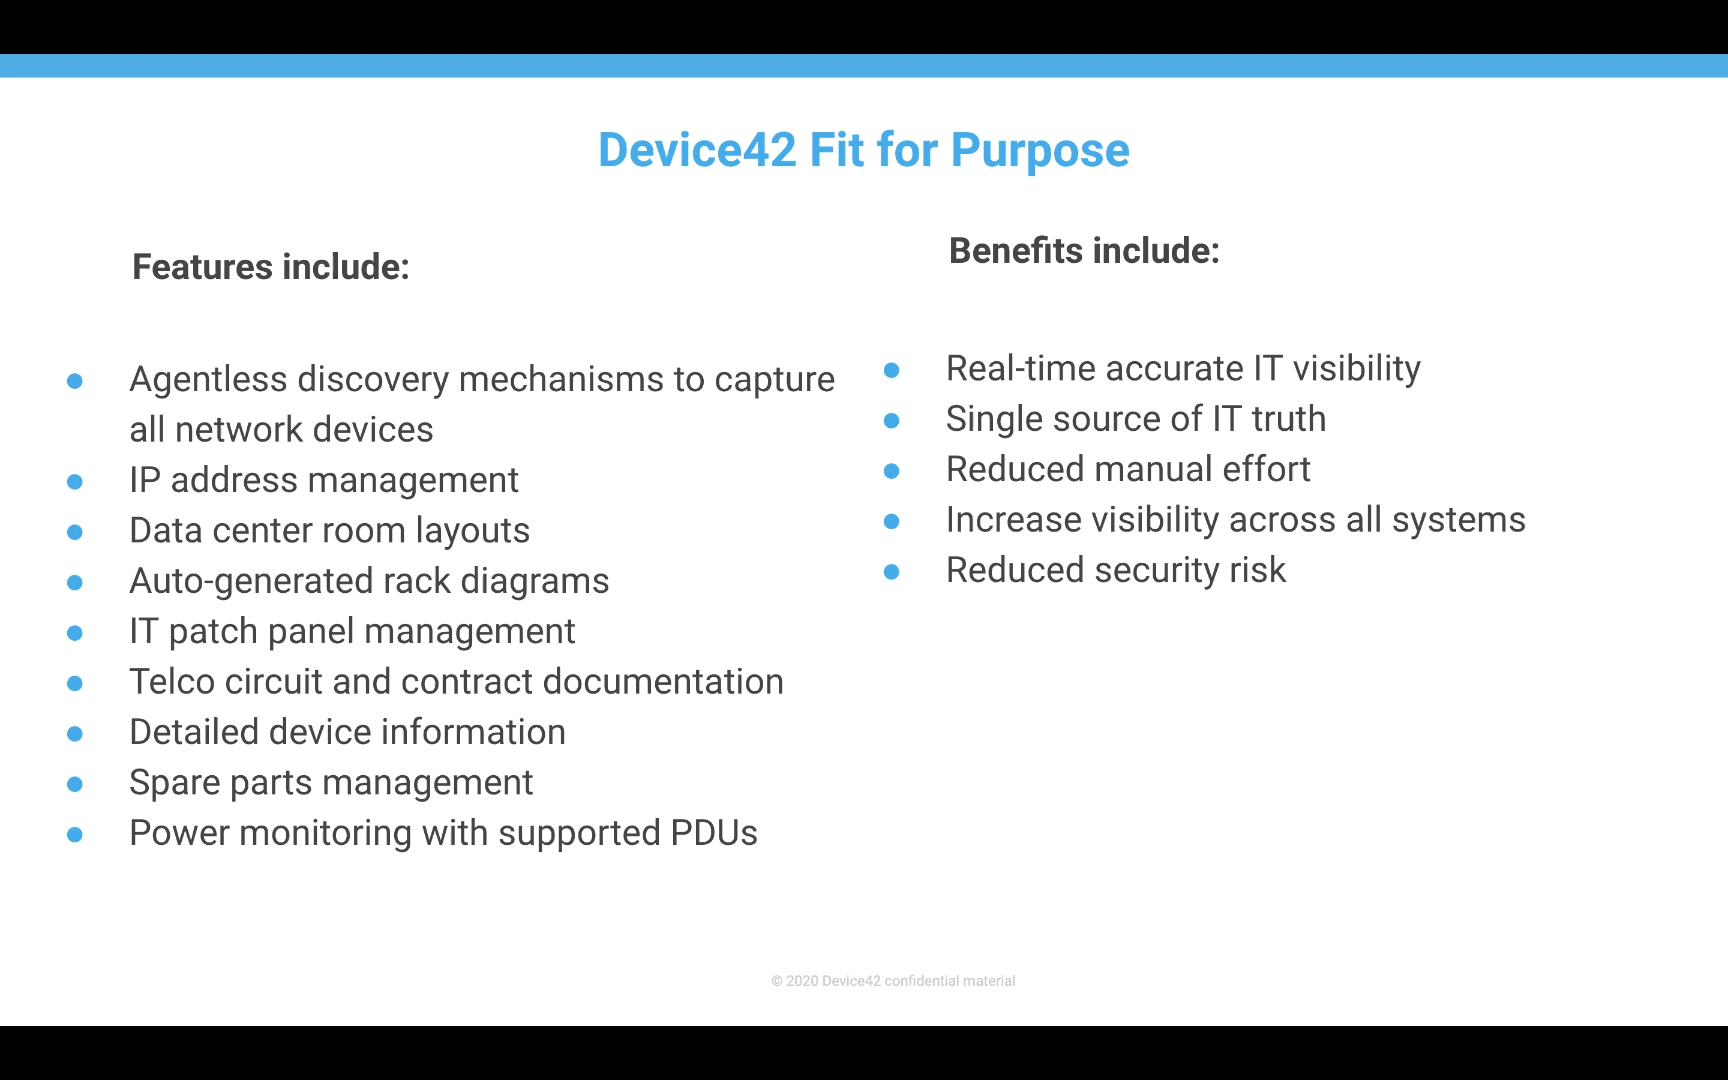 Device42 Fit for Purpose
Features include:
Agentless discovery mechanisms to capture
all network devices
IP address management
Data center room layouts
Auto-generated rack diagrams
IT patch panel management
Telco circuit and contract documentation
Detailed device information
Spare parts management
Power monitoring with supported PDUs
Benefits include:
Real-time accurate IT visibility
Single source of IT truth
Reduced manual effort
Increase visibility across all systems
Reduced security risk
© 2020 Device42 confidential material